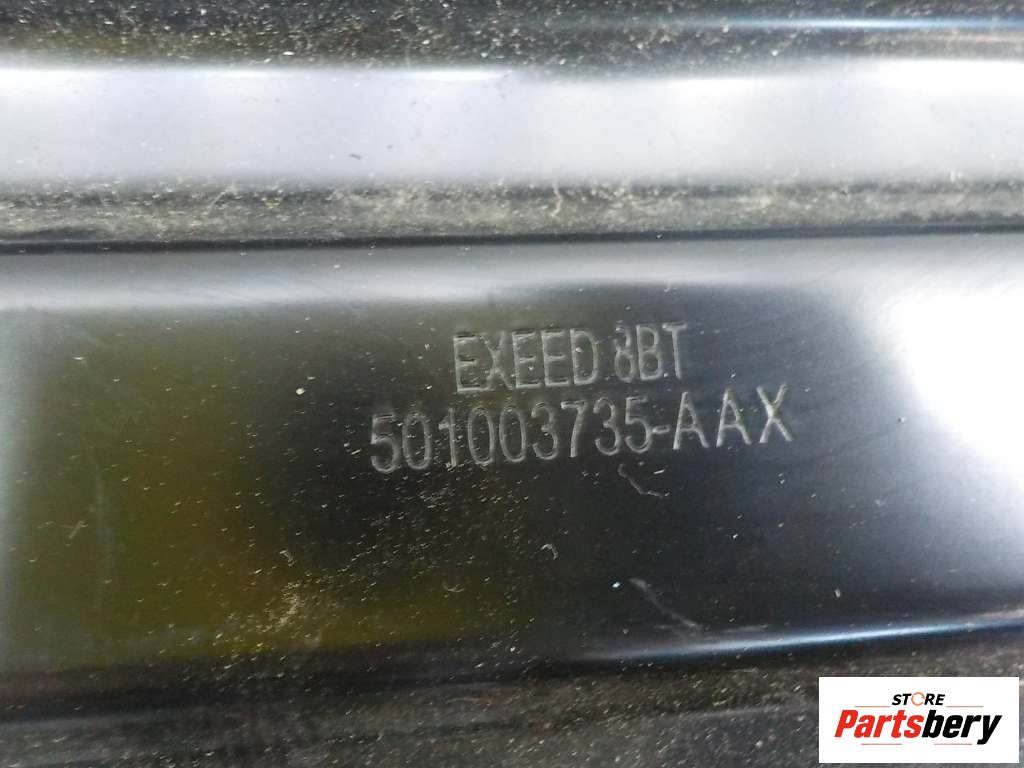 EXEED 8BT
501003735-AAX
STORE
Partsbery